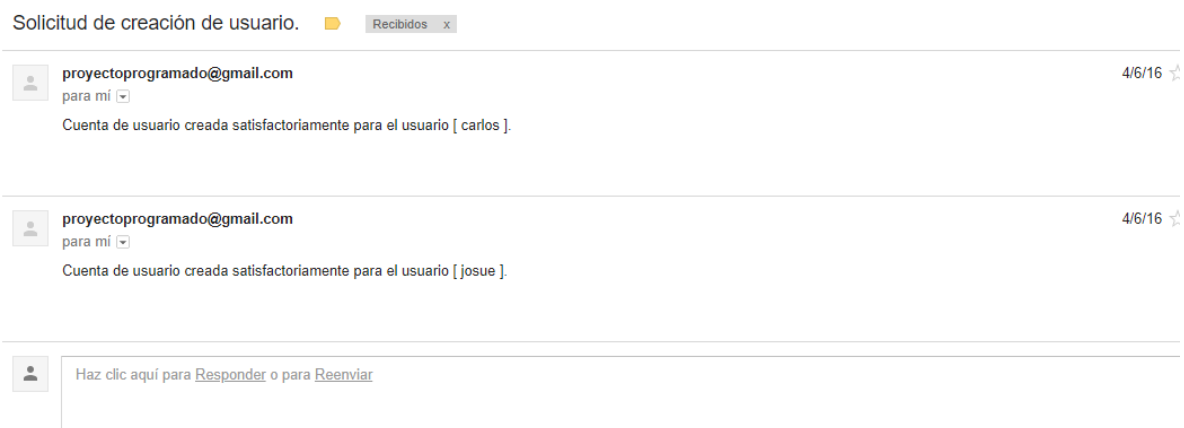 Solicitud de creación de usuario. Recibidos x
proyectoprogramado@gmail.com 4/6/16
para mí
Cuenta de usuario creada satisfactoriamente para el usuario [ carlos ].
proyectoprogramado@gmail.com 4/6/16
para mí
Cuenta de usuario creada satisfactoriamente para el usuario [ josue ].
Haz clic aquí para Responder o para Reenviar